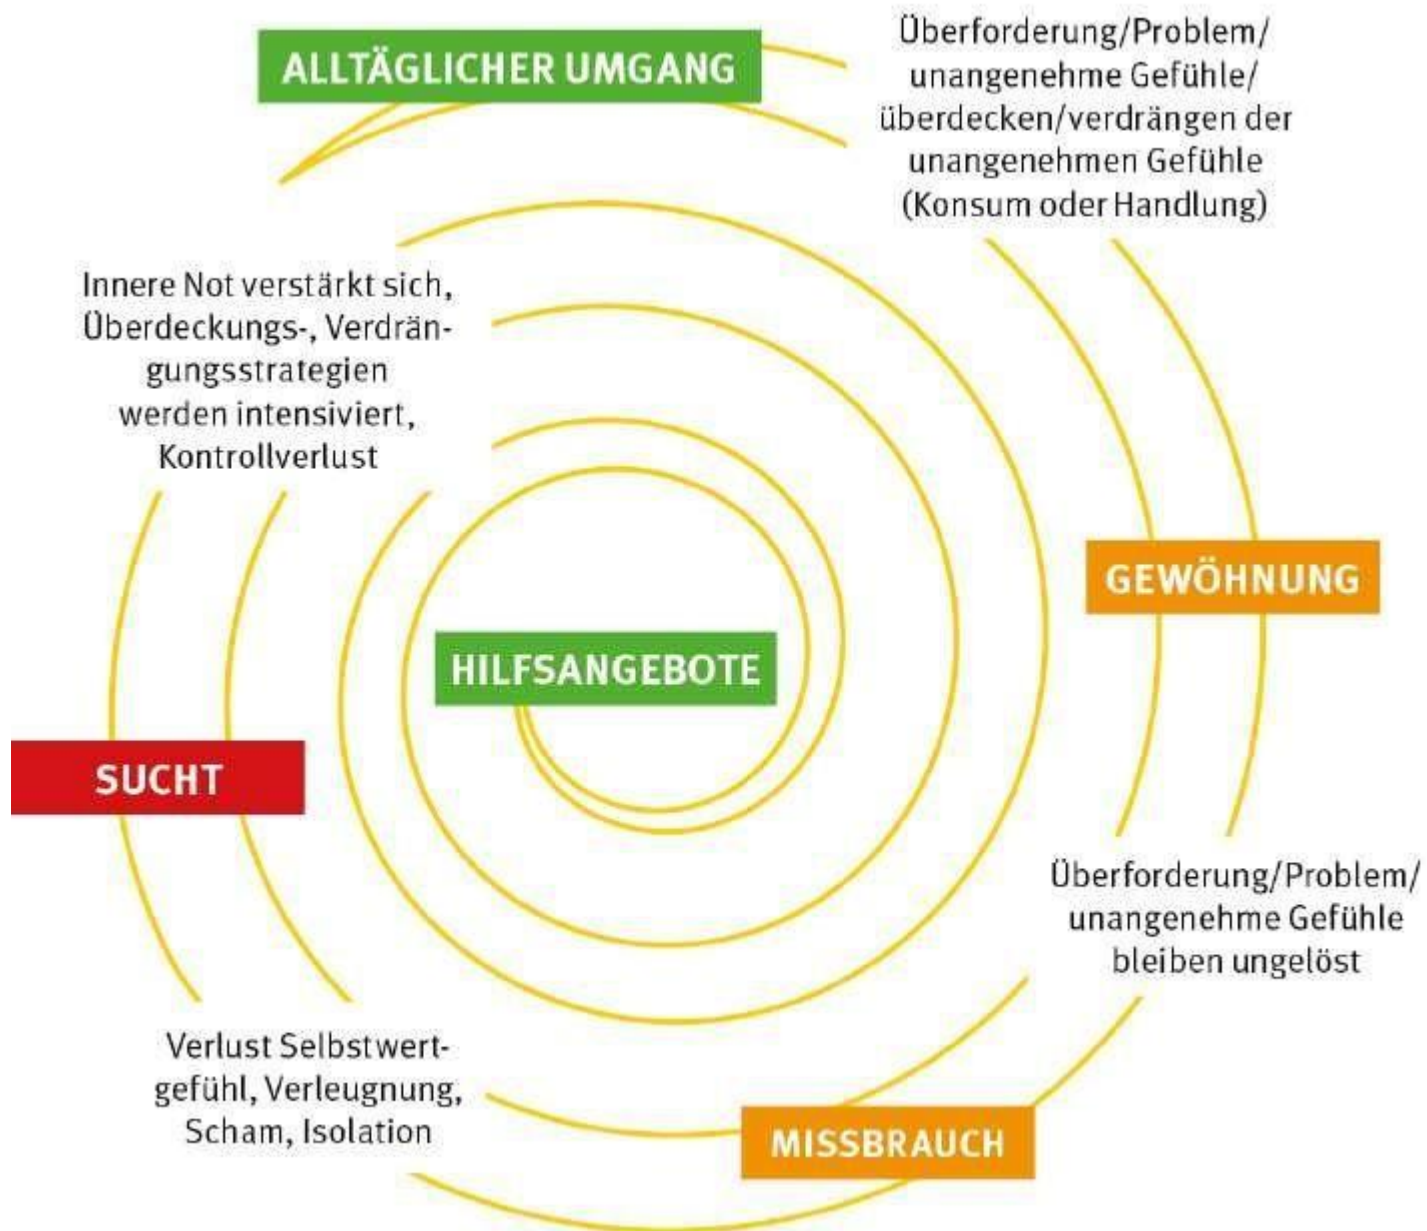 ALLTÄGLICHER UMGANG
Überforderung/Problem/
unangenehme Gefühle/
überdecken/verdrängen der
unangenehmen Gefühle
(Konsum oder Handlung)
Innere Not verstärkt sich,
Überdeckungs-, Verdrän-
gungsstrategien
werden intensiviert,
Kontrollverlust
GEWÖHNUNG
HILFSANGEBOTE
SUCHT
Überforderung/Problem/
unangenehme Gefühle
bleiben ungelöst
Verlust Selbstwert-
gefühl, Verleugnung,
Scham, Isolation
MISSBRAUCH